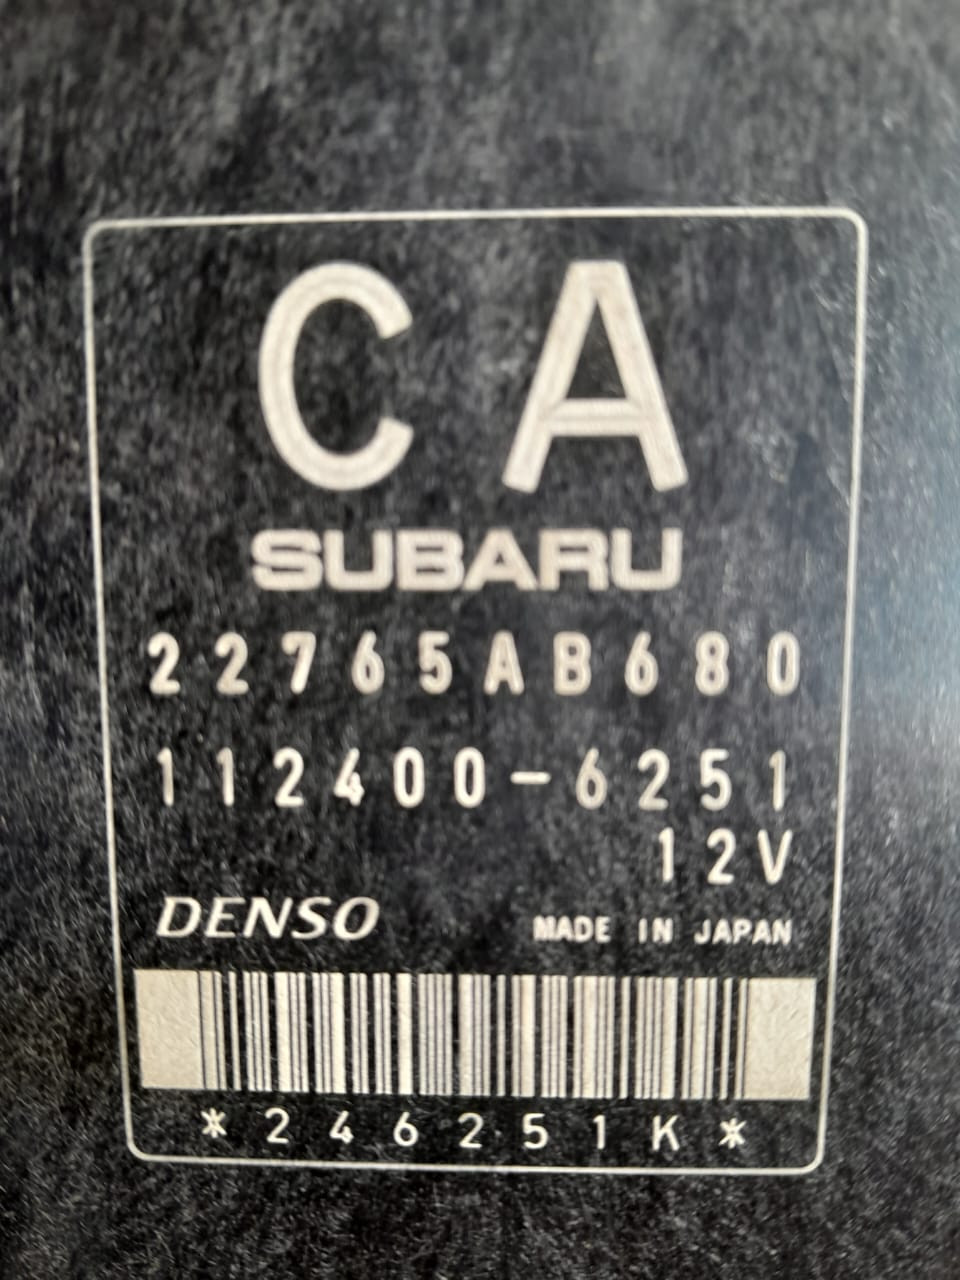 CA
SUBARU
22765AB680
112400-6251
12V
DENSO MADE IN JAPAN
*246251K*